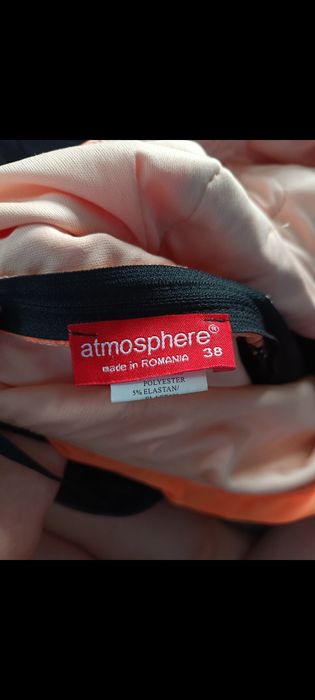 atmosphere®
made in ROMANIA 38
POLYESTER
5% ELASTAN/